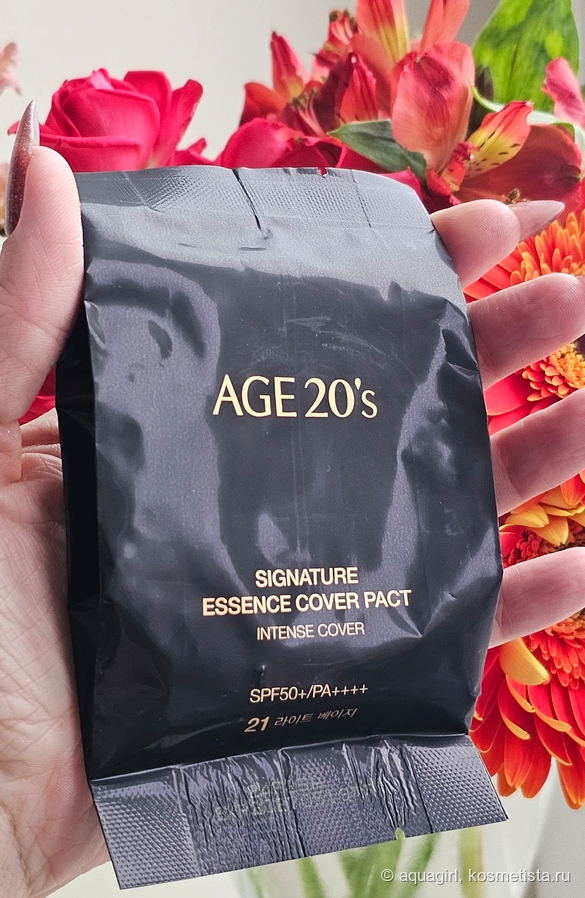 AGE 20's
SIGNATURE
ESSENCE COVER PACT
INTENSE COVER
SPF50+/PA++++
21 라이트 베이지
© aquagirl, kosmetista.ru